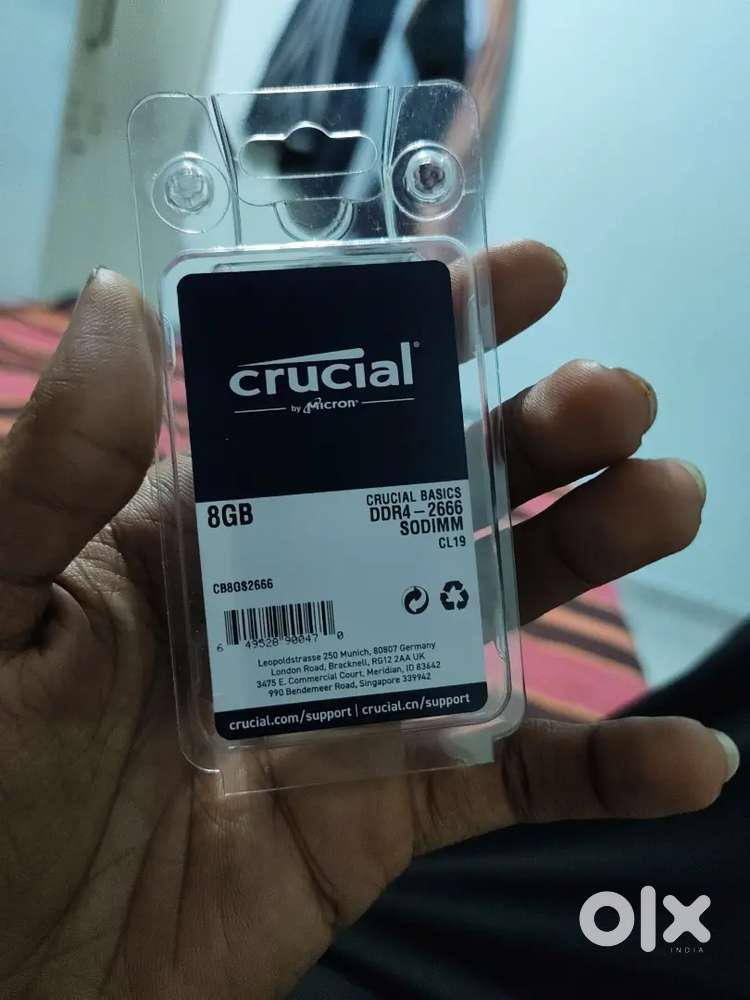 crucial®
by Micron®
8GB
CRUCIAL BASICS
DDR4-2666
SODIMM
CL19
CB8GS2666
6 49528 90047 0
Leopoldstrasse 250 Munich, 80807 Germany
London Road, Bracknell, RG12 2AA UK
3475 E. Commercial Court, Meridian, ID 83642
990 Bendemeer Road, Singapore 339942
crucial.com/support | crucial.cn/support
olx
INDIA